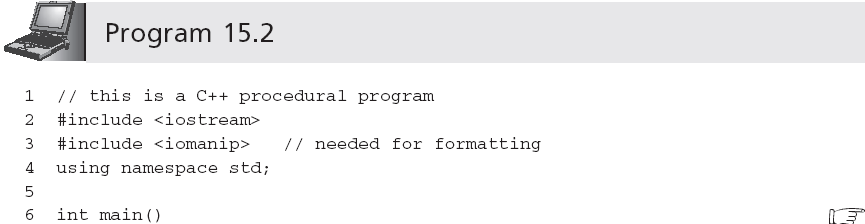 Program 15.2
1 // this is a C++ procedural program
2 #include <iostream>
3 #include <iomanip> // needed for formatting
4 using namespace std;
5
6 int main()